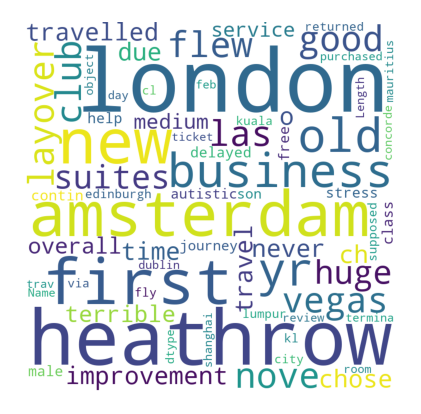 travelled
flew
service
returned
good
purchased
london
layover
club
due
object
day
cl
feb
Length
mauritius
help
medium
las
free
o
old
new
ticket
kuala
delayed
concorde
suites
business
contin
edinburgh
autistic
son
stress
amsterdam
supposed
class
overall
time
journey
travel
never
ch
first
dublin
yr
huge
trav
via
Name
fly
vegas
terrible
dtype
shanghai
lumpur
review
termina
heathrow
kl
city
room
male
improvement
nove
chose